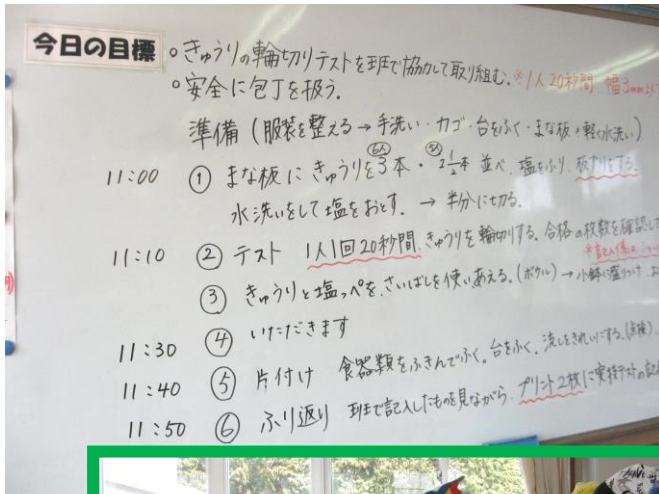 今日の目標
○きゅうりの輪切りテストを班で協力して取り組む。※1人20秒間 幅3mm以下
○安全に包丁を扱う。
準備(服装を整える→手洗い・カゴ・台をふく・まな板・軽く水洗い)
6人
11:00 ① まな板にきゅうりを3本・2 1/2本 並べ、塩をふり、板ずりをする。
水洗いをして塩をおとす。→ 半分に切る。
11:10 ② テスト 1人1回20秒間、きゅうりを輪切りする。合格の枚数を確認して
③ きゅうりと塩っぺを、さいばしを使いあえる。(ボウル)→小鉢に盛りつけ、お
11:30 ④ いただきます
11:40 ⑤ 片付け 食器類をふきんでふく。台をふく。流しをきれいにする。(点検)、
11:50 ⑥ ふり返り 班で記入したものを見ながら、プリント2枚に実技テストの記入